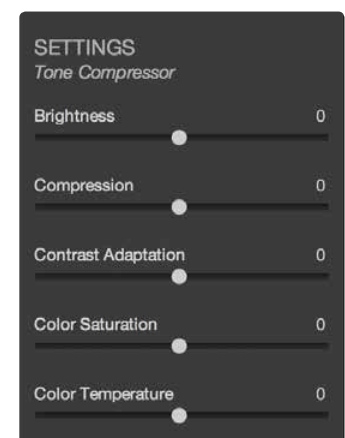 SETTINGS
Tone Compressor
Brightness 0
Compression 0
Contrast Adaptation 0
Color Saturation 0
Color Temperature 0